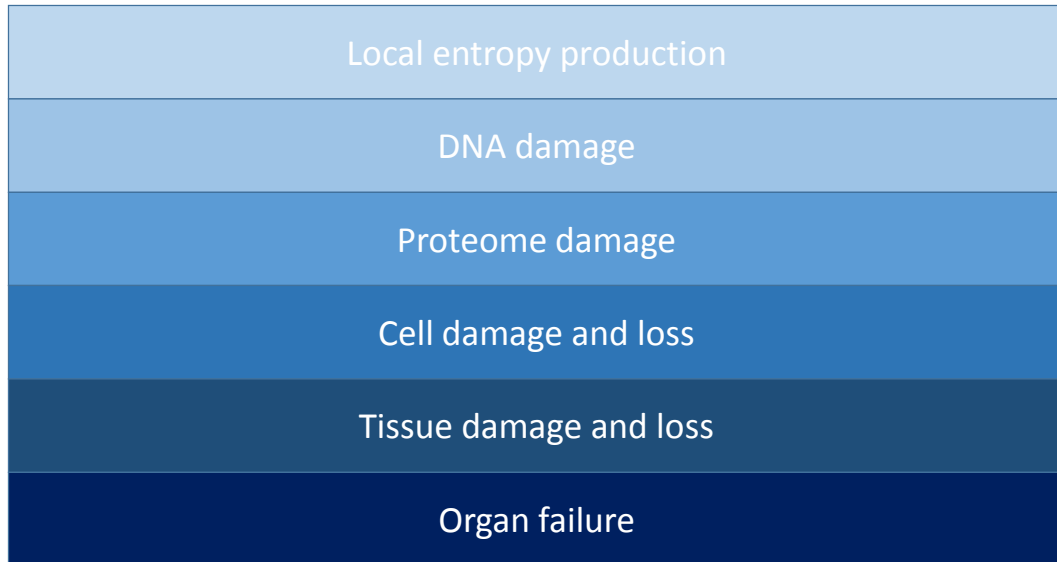 Local entropy production
DNA damage
Proteome damage
Cell damage and loss
Tissue damage and loss
Organ failure